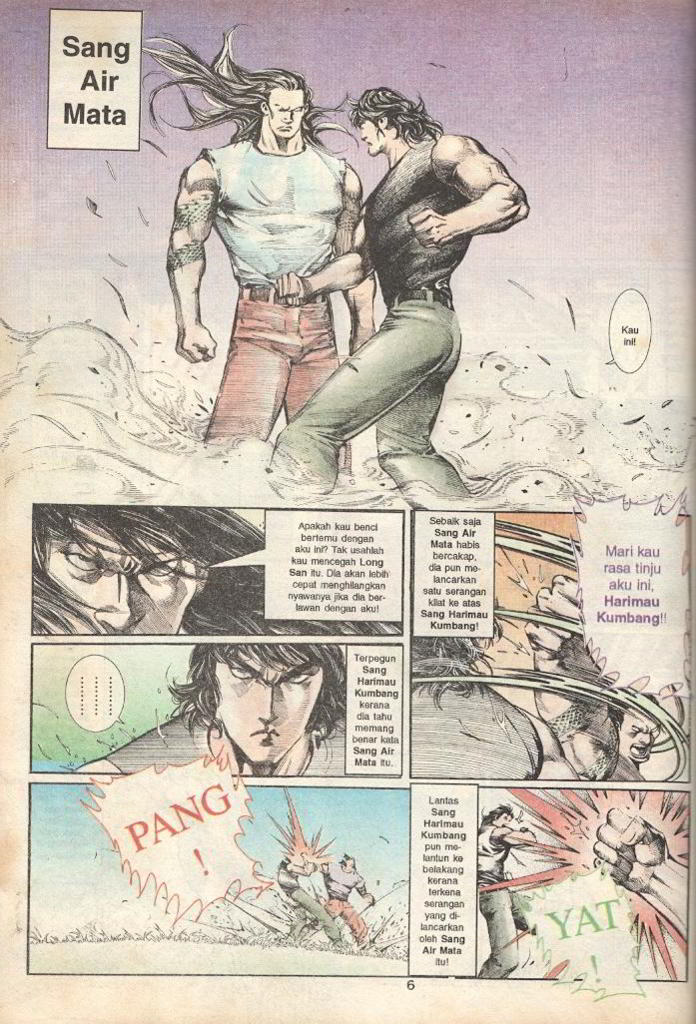 Sang
Air
Mata
Kau
ini!
Apakah kau benci
bertemu dengan
aku ini? Tak usahlah
kau mencegah Long
San itu. Dia akan lebih
cepat menghilangkan
nyawanya jika dia ber-
lawan dengan aku!
Terpegun
Sang
Harimau
Kumbang
kerana
dia tahu
memang
benar kata
Sang Air
Mata itu.
Sebaik saja
Sang Air
Mata habis
bercakap,
dia pun me-
lancarkan
satu serangan
kilat ke atas
Sang Harimau
Kumbang!
Mari kau
rasa tinju
aku ini,
Harimau
Kumbang!!
PANG
!
Lantas
Sang
Harimau
Kumbang
pun me-
lantun ke
belakang
kerana
terkena
serangan
yang di-
lancarkan
oleh Sang
Air Mata
itu!
YAT
!
6